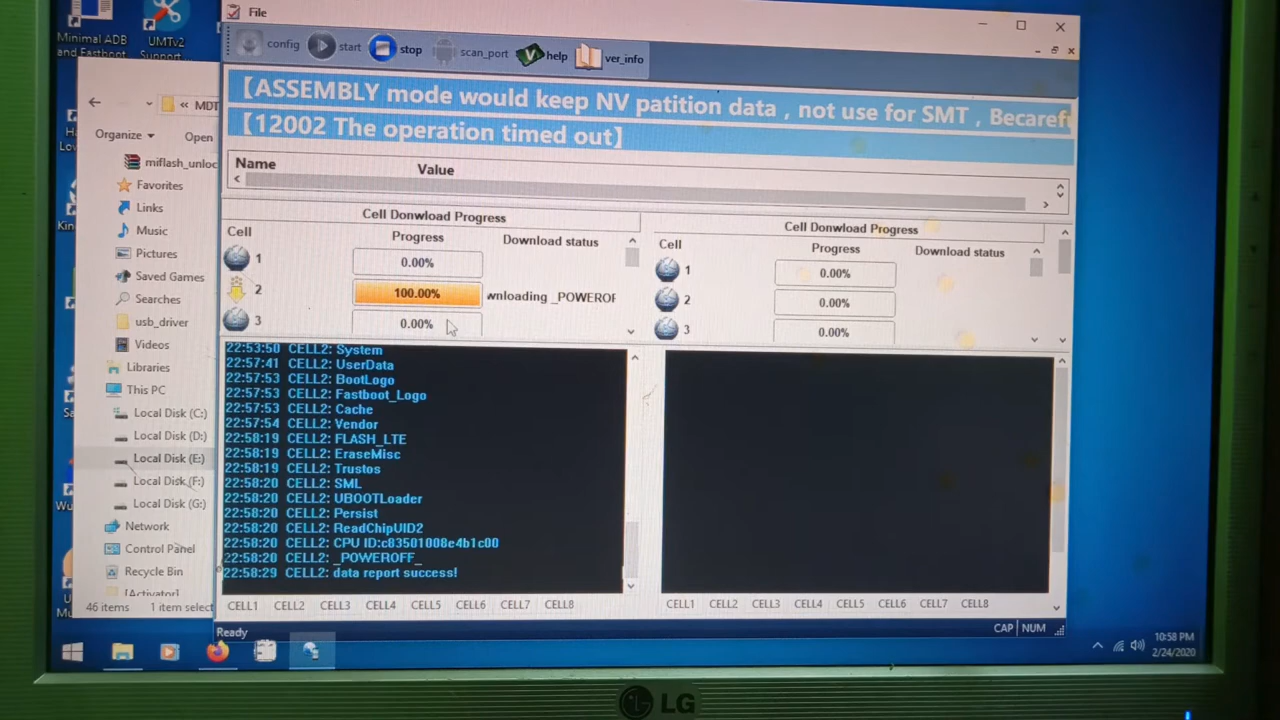 Minimal ADB
and Fastboot
UMTv2
Support
File
config
start
stop
scan_port
help
ver_info
【ASSEMBLY mode would keep NV patition data , not use for SMT , Becaref
【12002 The operation timed out】
Name
Value
Cell Donwload Progress
Cell
Progress
Download status
1
0.00%
2
100.00%
wnloading _POWEROF
3
0.00%
Cell Donwload Progress
Cell
Progress
Download status
1
0.00%
2
0.00%
3
0.00%
« MDT
Organize
Open
miflash_unloc
Favorites
Links
Music
Pictures
Saved Games
Searches
usb_driver
Videos
Libraries
This PC
Local Disk (C:)
Local Disk (D:)
Local Disk (E:)
Local Disk (F:)
Local Disk (G:)
Network
Control Panel
Recycle Bin
[Activator]
46 items
1 item select
22:53:50 CELL2: System
22:57:41 CELL2: UserData
22:57:53 CELL2: BootLogo
22:57:53 CELL2: Fastboot_Logo
22:57:53 CELL2: Cache
22:57:54 CELL2: Vendor
22:58:19 CELL2: FLASH_LTE
22:58:19 CELL2: EraseMisc
22:58:19 CELL2: Trustos
22:58:20 CELL2: SML
22:58:20 CELL2: UBOOTLoader
22:58:20 CELL2: Persist
22:58:20 CELL2: ReadChipUID2
22:58:20 CELL2: CPU ID:c83501008e4b1c00
22:58:20 CELL2: _POWEROFF_
22:58:29 CELL2: data report success!
CELL1 CELL2 CELL3 CELL4 CELL5 CELL6 CELL7 CELL8
CELL1 CELL2 CELL3 CELL4 CELL5 CELL6 CELL7 CELL8
Ready
CAP NUM
10:58 PM
2/24/2020
LG